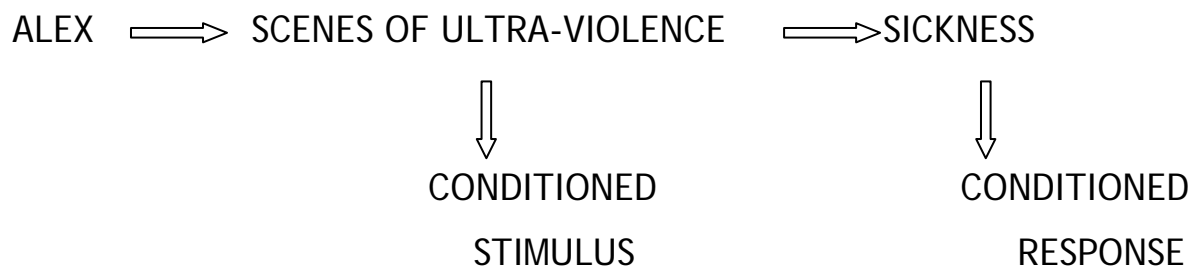 ALEX SCENES OF ULTRA-VIOLENCE SICKNESS
CONDITIONED CONDITIONED
STIMULUS RESPONSE